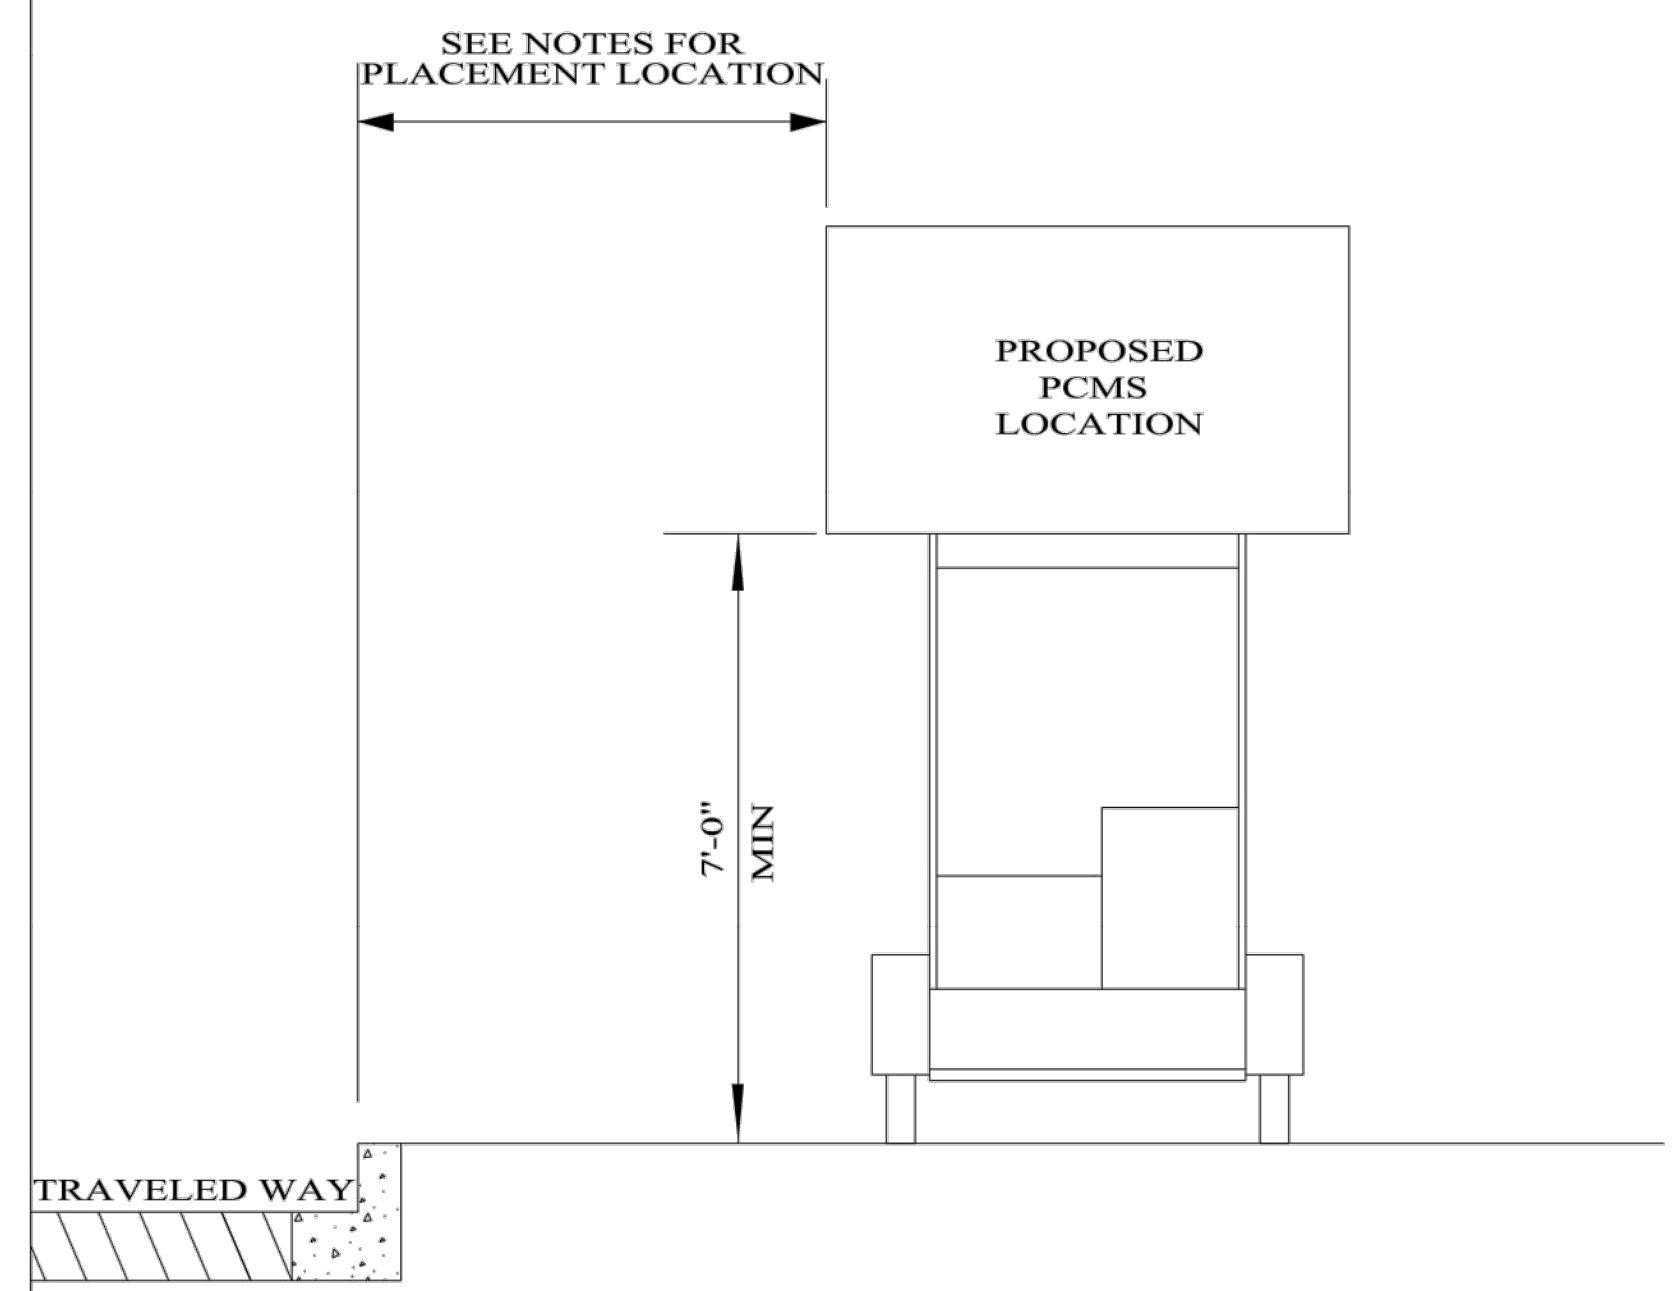 SEE NOTES FOR
PLACEMENT LOCATION
PROPOSED
PCMS
LOCATION
7'-0"
MIN
TRAVELED WAY